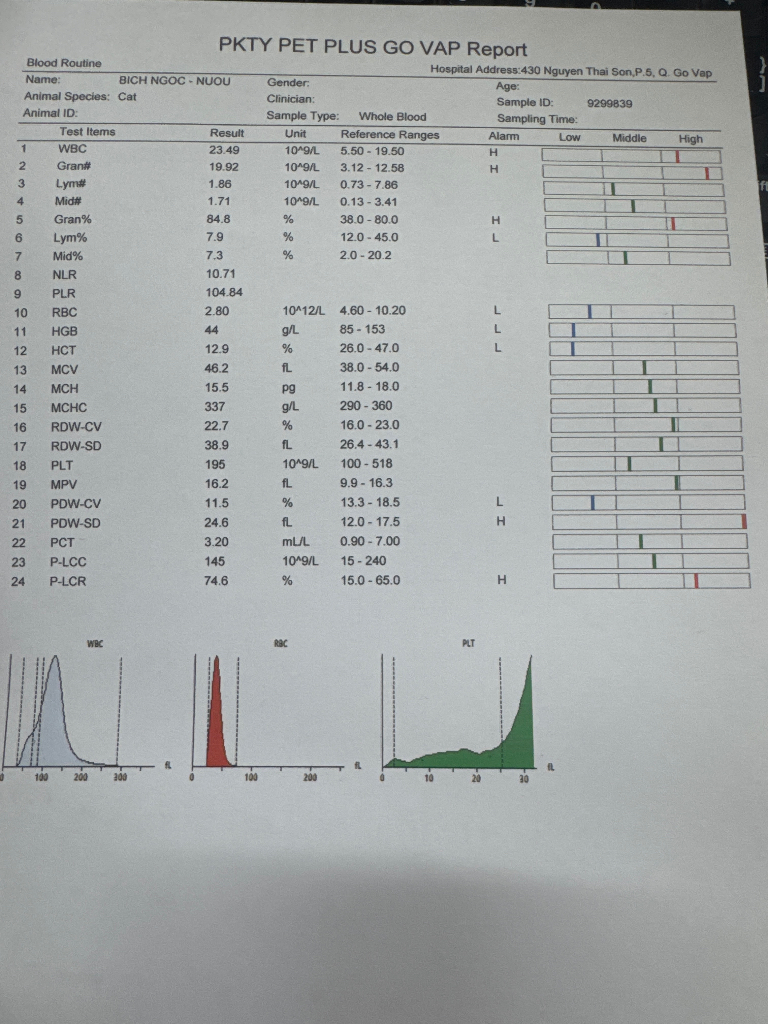 PKTY PET PLUS GO VAP Report
Blood Routine Hospital Address:430 Nguyen Thai Son,P.5, Q. Go Vap
Name: BICH NGOC - NUOU Gender: Age:
Animal Species: Cat Clinician: Sample ID: 9299839
Animal ID: Sample Type: Whole Blood Sampling Time:
Test Items Result Unit Reference Ranges Alarm Low Middle High
1 WBC 23.49 10^9/L 5.50 - 19.50 H
2 Gran# 19.92 10^9/L 3.12 - 12.58 H
3 Lym# 1.86 10^9/L 0.73 - 7.86
4 Mid# 1.71 10^9/L 0.13 - 3.41
5 Gran% 84.8 % 38.0 - 80.0 H
6 Lym% 7.9 % 12.0 - 45.0 L
7 Mid% 7.3 % 2.0 - 20.2
8 NLR 10.71
9 PLR 104.84
10 RBC 2.80 10^12/L 4.60 - 10.20 L
11 HGB 44 g/L 85 - 153 L
12 HCT 12.9 % 26.0 - 47.0 L
13 MCV 46.2 fL 38.0 - 54.0
14 MCH 15.5 pg 11.8 - 18.0
15 MCHC 337 g/L 290 - 360
16 RDW-CV 22.7 % 16.0 - 23.0
17 RDW-SD 38.9 fL 26.4 - 43.1
18 PLT 195 10^9/L 100 - 518
19 MPV 16.2 fL 9.9 - 16.3
20 PDW-CV 11.5 % 13.3 - 18.5 L
21 PDW-SD 24.6 fL 12.0 - 17.5 H
22 PCT 3.20 mL/L 0.90 - 7.00
23 P-LCC 145 10^9/L 15 - 240
24 P-LCR 74.6 % 15.0 - 65.0 H
WBC RBC PLT
0 100 200 300 fL 0 100 200 fL 0 10 20 30 fL